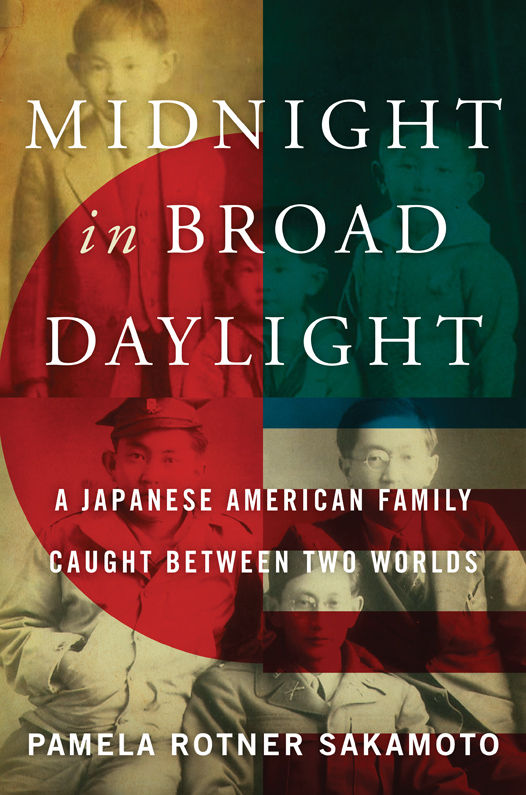 MIDNIGHT
in BROAD
DAYLIGHT
A JAPANESE AMERICAN FAMILY
CAUGHT BETWEEN TWO WORLDS
PAMELA ROTNER SAKAMOTO